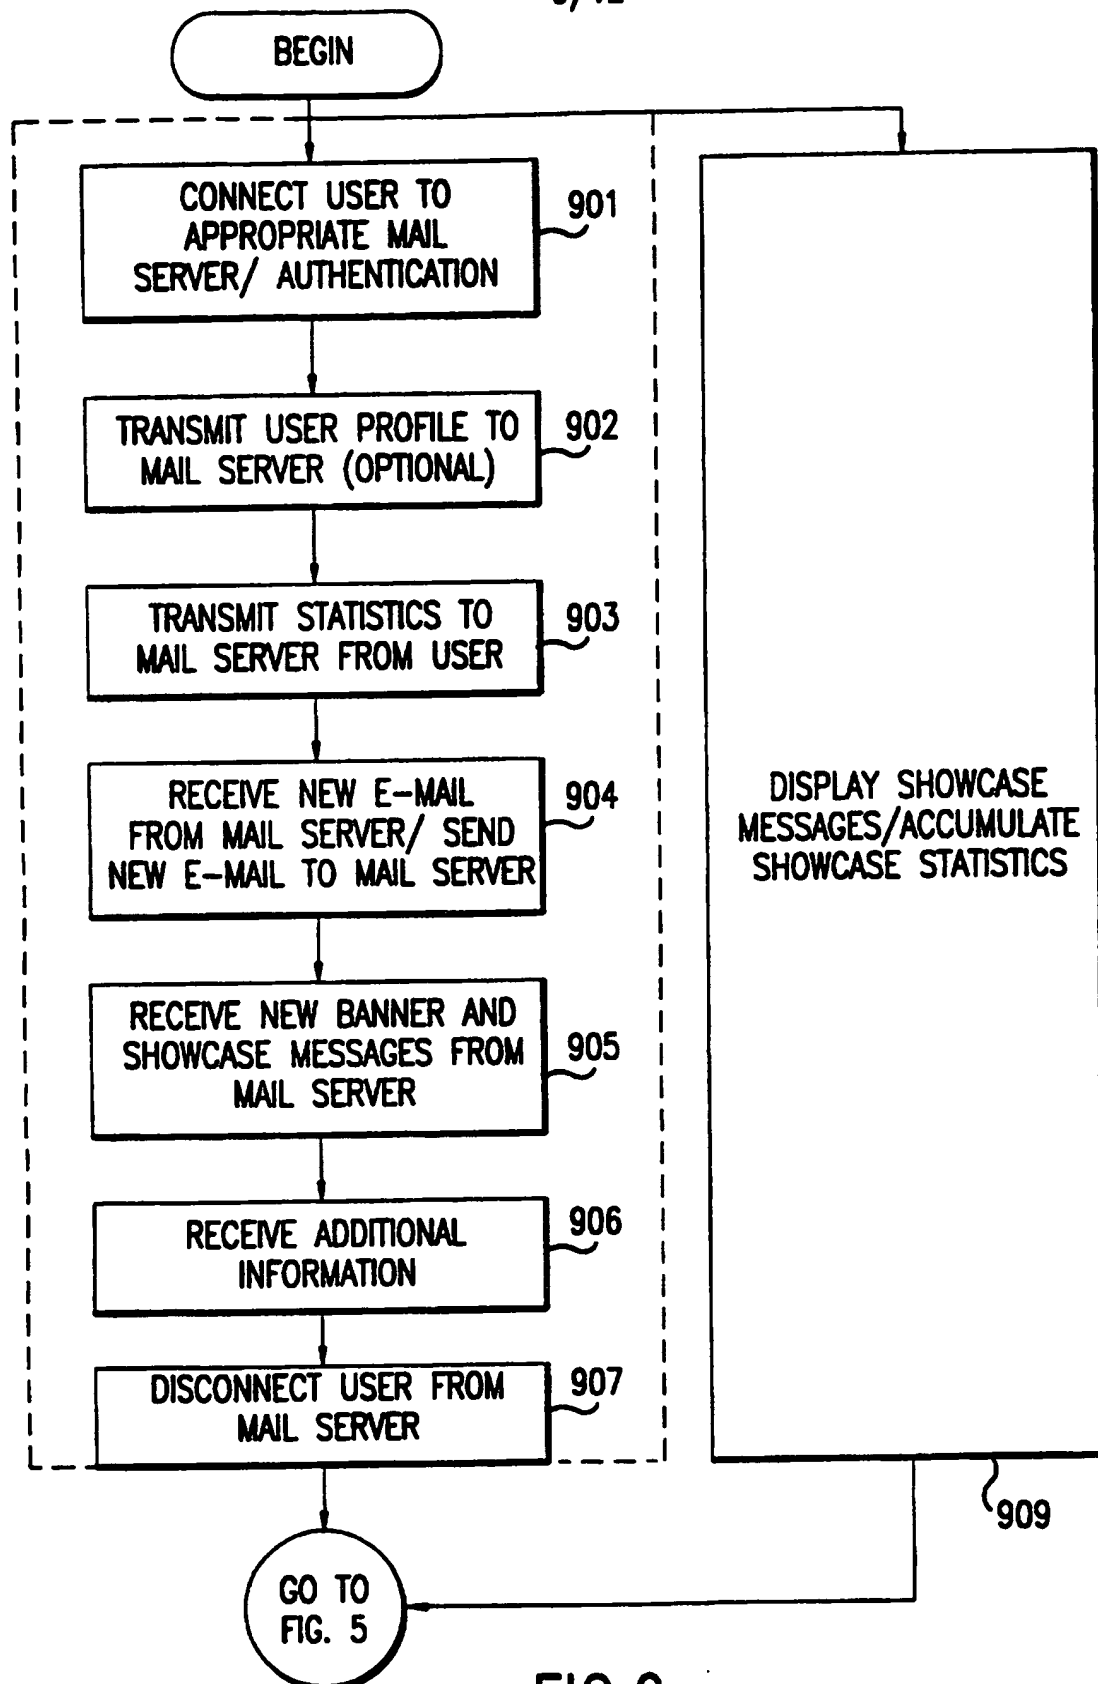 BEGIN
CONNECT USER TO
APPROPRIATE MAIL
SERVER/ AUTHENTICATION
901
TRANSMIT USER PROFILE TO
MAIL SERVER (OPTIONAL)
902
TRANSMIT STATISTICS TO
MAIL SERVER FROM USER
903
RECEIVE NEW E-MAIL
FROM MAIL SERVER/ SEND
NEW E-MAIL TO MAIL SERVER
904
RECEIVE NEW BANNER AND
SHOWCASE MESSAGES FROM
MAIL SERVER
905
RECEIVE ADDITIONAL
INFORMATION
906
DISCONNECT USER FROM
MAIL SERVER
907
DISPLAY SHOWCASE
MESSAGES/ACCUMULATE
SHOWCASE STATISTICS
909
GO TO
FIG. 5